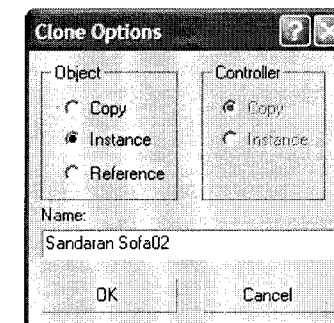 Clone Options
Object
Controller
Copy
Copy
Instance
Instance
Reference
Name:
Sandaran Sofa02
OK
Cancel